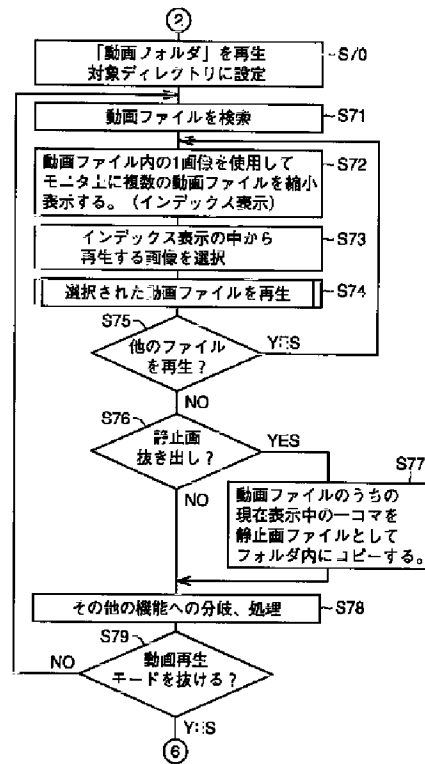 ②
「動画フォルダ」を再生
対象ディレクトリに設定
S70
動画ファイルを検索
S71
動画ファイル内の1画像を使用して
モニタ上に複数の動画ファイルを縮小
表示する。（インデックス表示）
S72
インデックス表示の中から
再生する画像を選択
S73
選択された動画ファイルを再生
S74
S75
他のファイル
を再生？
YES
NO
S76
静止画
抜き出し？
YES
NO
S77
動画ファイルのうちの
現在表示中の一コマを
静止画ファイルとして
フォルダ内にコピーする。
その他の機能への分岐、処理
S78
S79
動画再生
モードを抜ける？
NO
YES
⑥